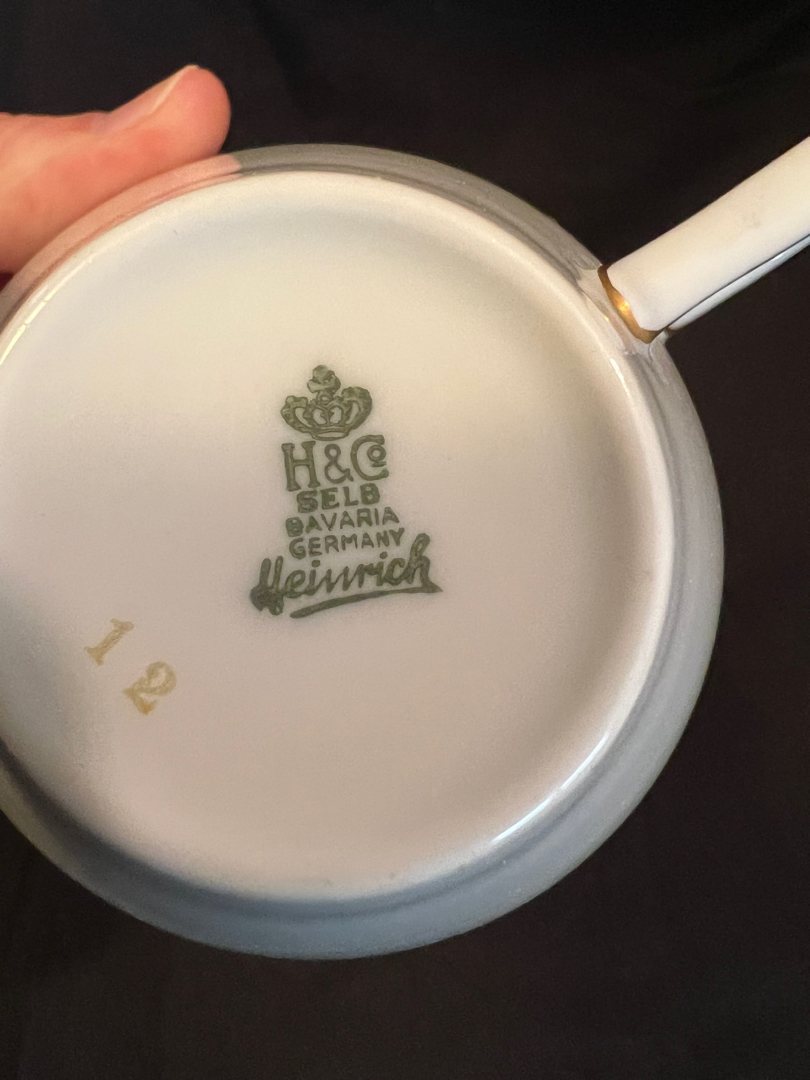 H&Co
SELB
BAVARIA
GERMANY
Heinrich
12